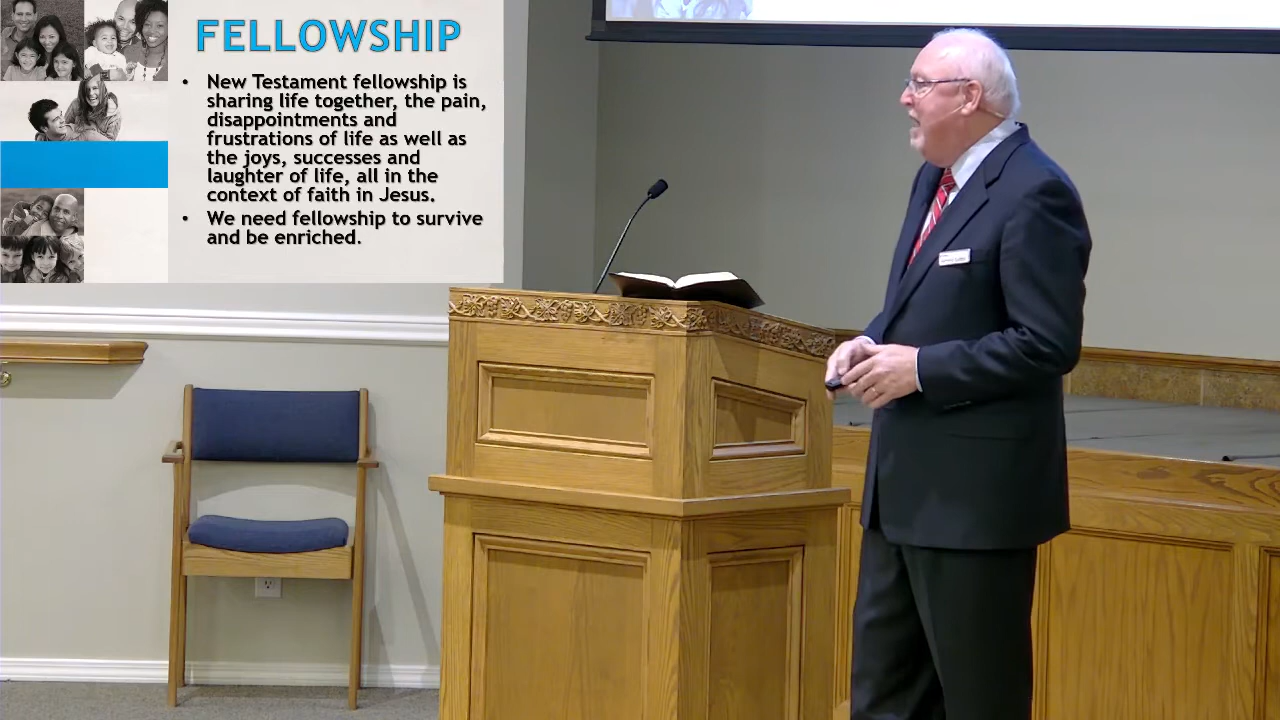 FELLOWSHIP
• New Testament fellowship is
sharing life together, the pain,
disappointments and
frustrations of life as well as
the joys, successes and
laughter of life, all in the
context of faith in Jesus.
• We need fellowship to survive
and be enriched.